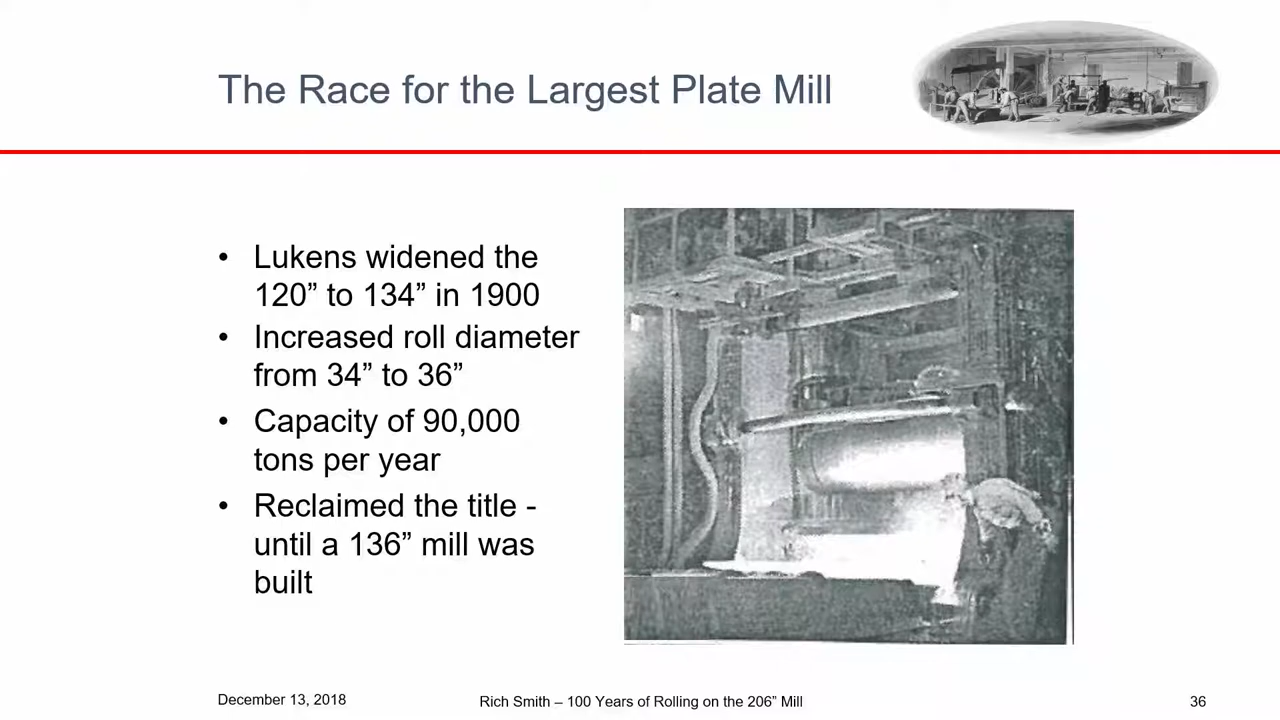 The Race for the Largest Plate Mill
• Lukens widened the
120” to 134” in 1900
• Increased roll diameter
from 34” to 36”
• Capacity of 90,000
tons per year
• Reclaimed the title -
until a 136” mill was
built
December 13, 2018
Rich Smith – 100 Years of Rolling on the 206” Mill
36